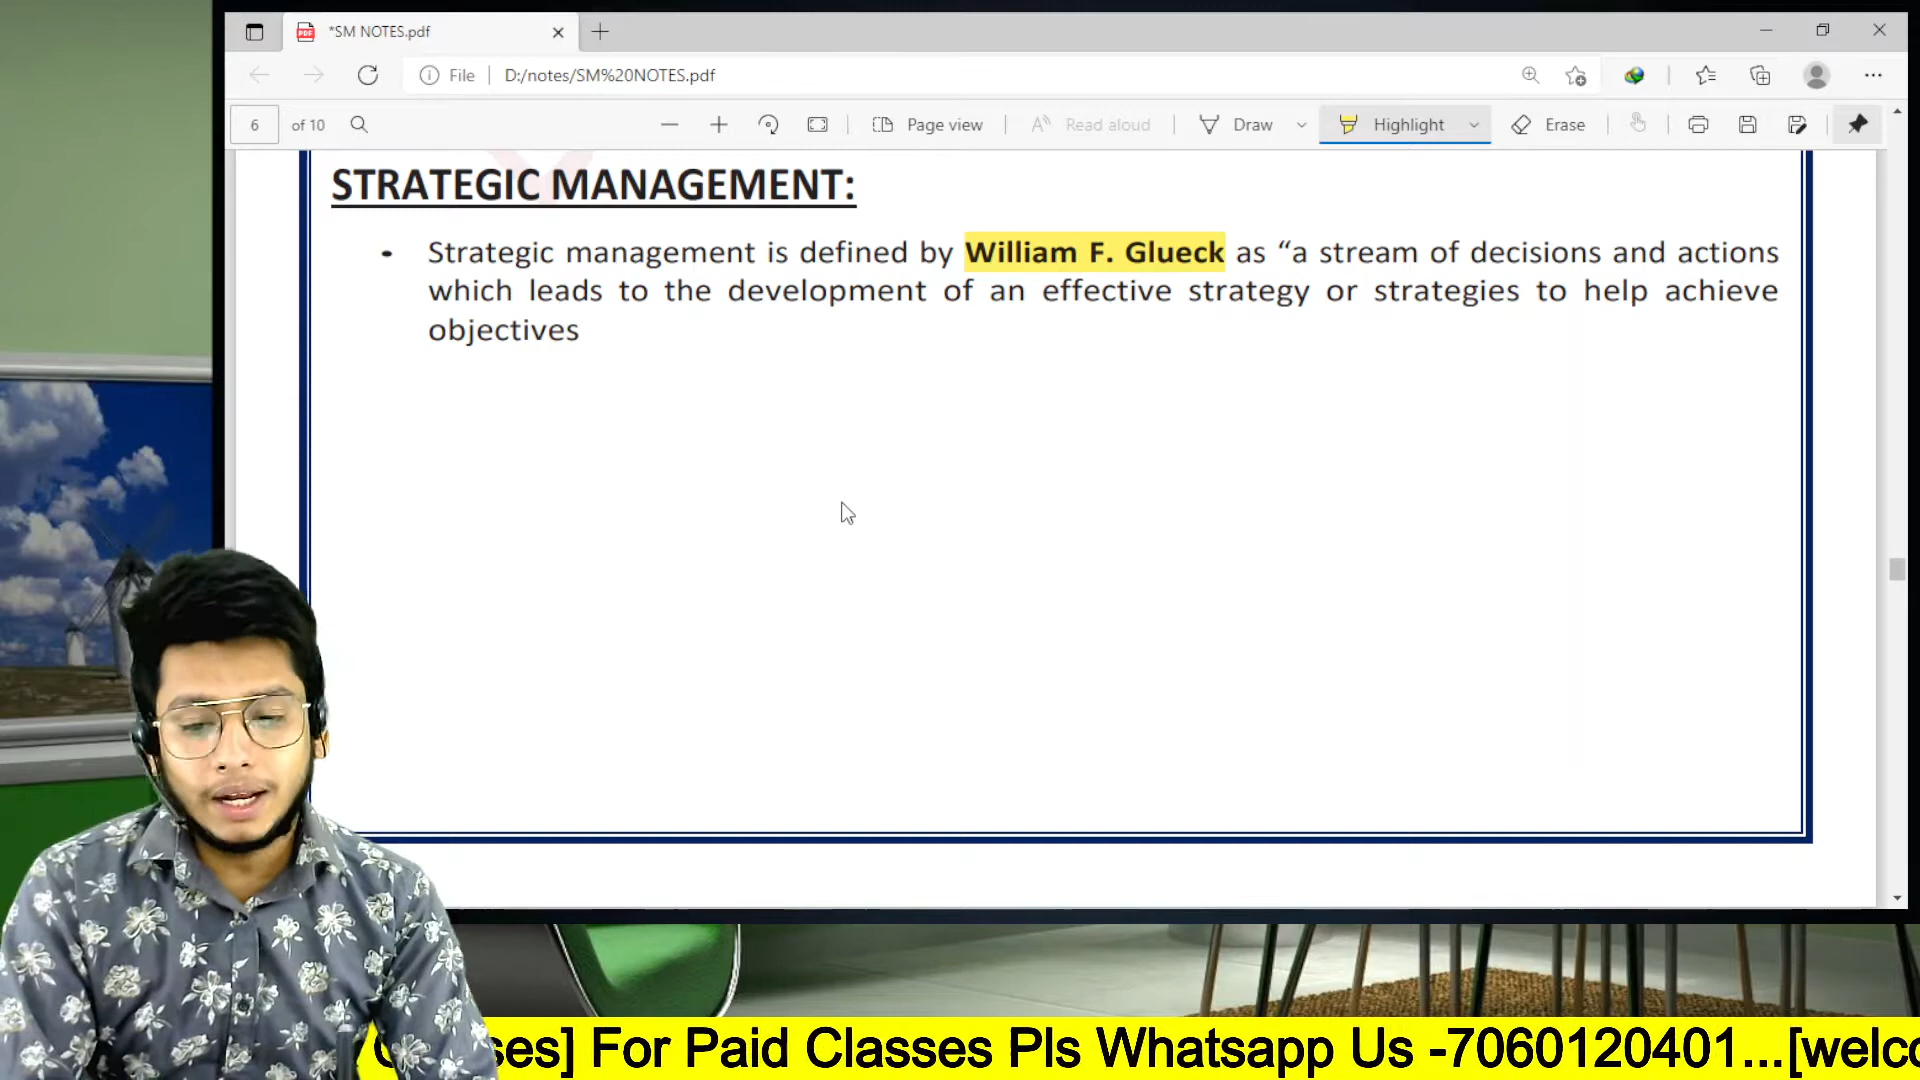 *SM NOTES.pdf
File D:/notes/SM%20NOTES.pdf
6 of 10 Page view Read aloud Draw Highlight Erase
STRATEGIC MANAGEMENT:
• Strategic management is defined by William F. Glueck as “a stream of decisions and actions
which leads to the development of an effective strategy or strategies to help achieve
objectives
ses] For Paid Classes Pls Whatsapp Us -7060120401...[welco